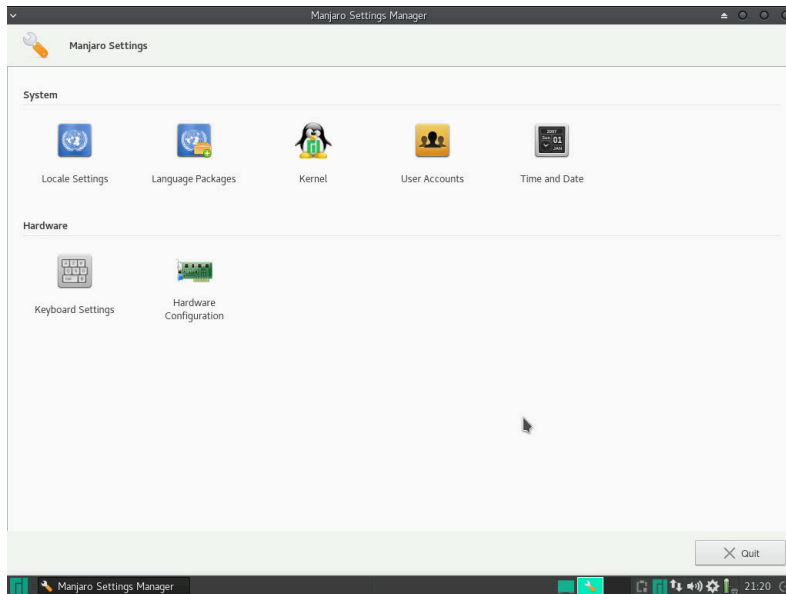 Manjaro Settings Manager
Manjaro Settings
System
Locale Settings
Language Packages
Kernel
User Accounts
Time and Date
Hardware
Keyboard Settings
Hardware
Configuration
Quit
Manjaro Settings Manager
21:20